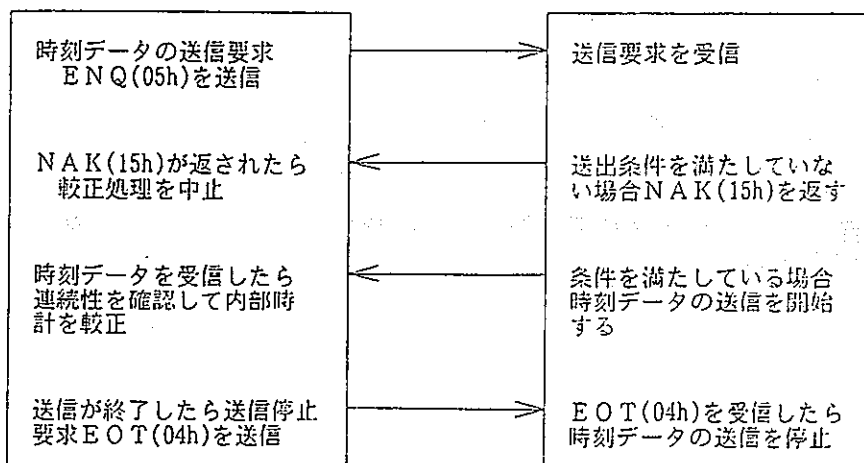 時刻データの送信要求
ENQ(05h)を送信
送信要求を受信
NAK(15h)が返されたら
較正処理を中止
送出条件を満たしていな
い場合NAK(15h)を返す
時刻データを受信したら
連続性を確認して内部時
計を較正
条件を満たしている場合
時刻データの送信を開始
する
送信が終了したら送信停止
要求EOT(04h)を送信
EOT(04h)を受信したら
時刻データの送信を停止